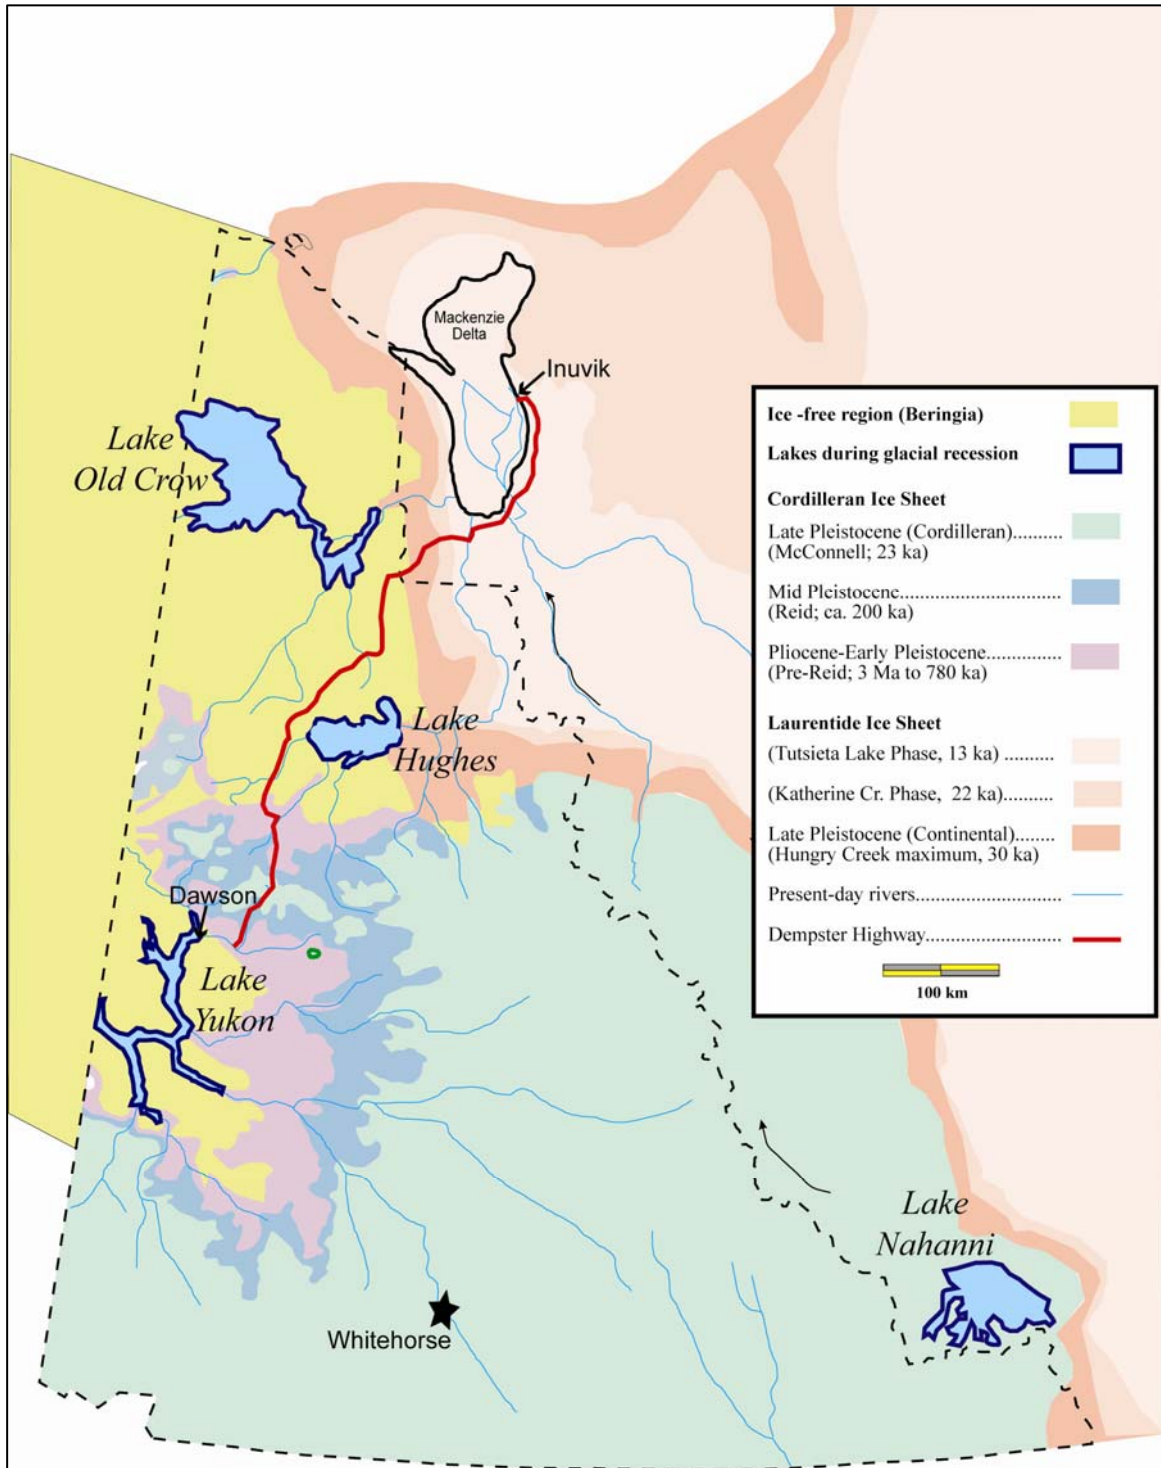 Mackenzie
Delta
Inuvik
Lake
Old Crow
Lake
Hughes
Dawson
Lake
Yukon
Lake
Nahanni
Whitehorse
Ice -free region (Beringia)
Lakes during glacial recession
Cordilleran Ice Sheet
Late Pleistocene (Cordilleran)..........
(McConnell; 23 ka)
Mid Pleistocene.................................
(Reid; ca. 200 ka)
Pliocene-Early Pleistocene..............
(Pre-Reid; 3 Ma to 780 ka)
Laurentide Ice Sheet
(Tutsieta Lake Phase, 13 ka) ..........
(Katherine Cr. Phase, 22 ka)..........
Late Pleistocene (Continental)........
(Hungry Creek maximum, 30 ka)
Present-day rivers.....................................
Dempster Highway.............................
100 km